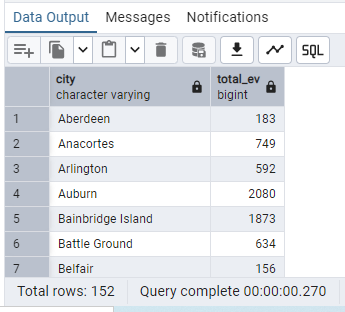 Data Output Messages Notifications
SQL
city total_ev
character varying bigint
1 Aberdeen 183
2 Anacortes 749
3 Arlington 592
4 Auburn 2080
5 Bainbridge Island 1873
6 Battle Ground 634
7 Belfair 156
Total rows: 152 Query complete 00:00:00.270